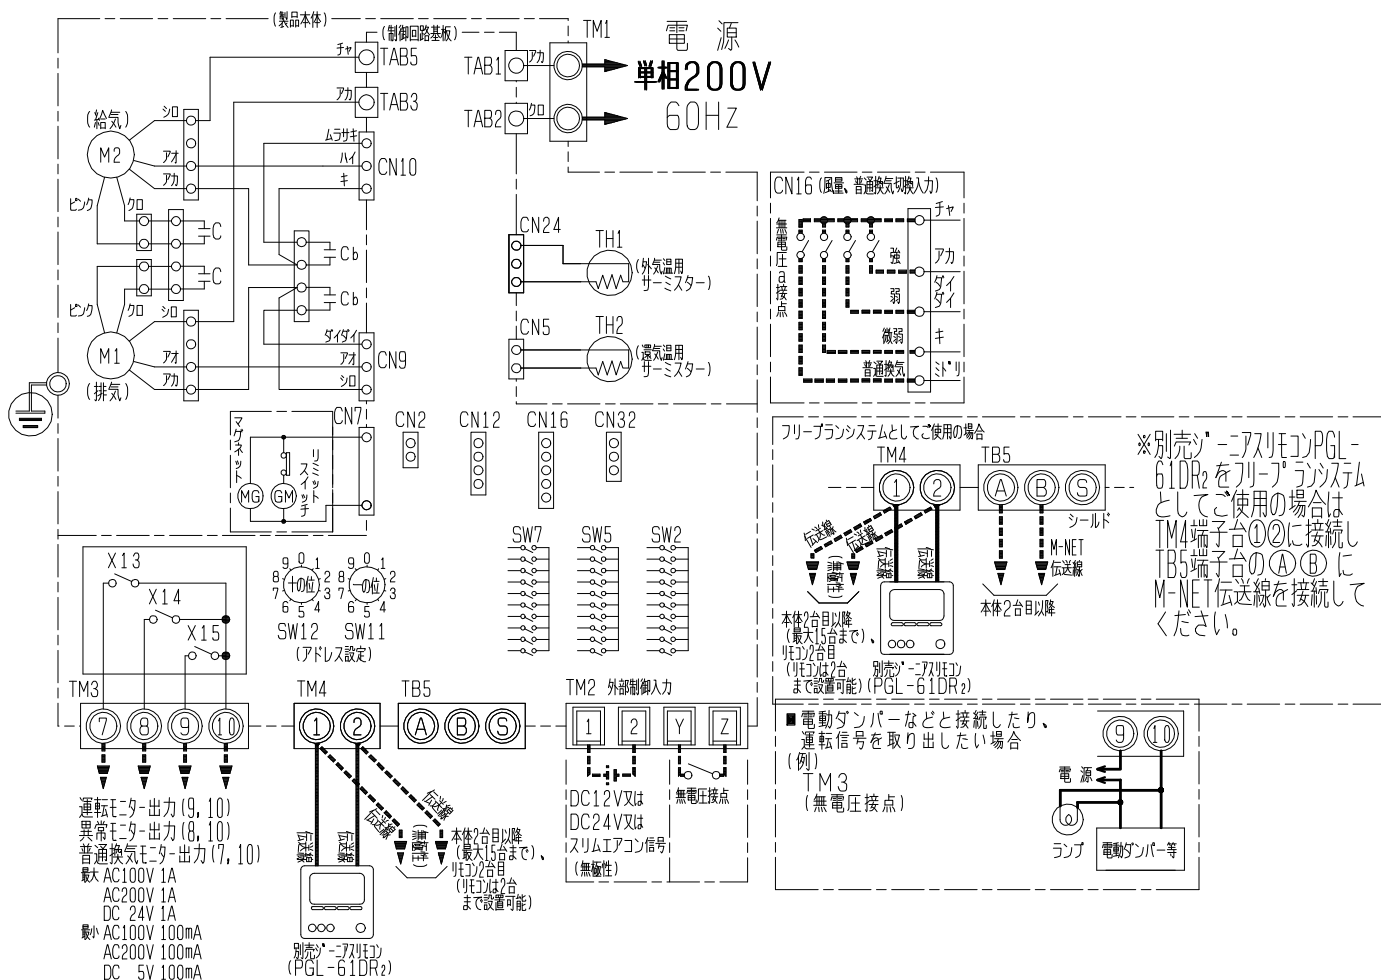 (製品本体)
(制御回路基板)
チャ
TAB5
アカ
TAB3
TAB1
アカ
TAB2
クロ
TM1
電 源
単相200V
60Hz
(給気)
M2
シロ
アオ
アカ
ピンク
クロ
ムラサキ
ハイ
キ
CN10
C
C
Cb
Cb
ピンク
クロ
シロ
M1
(排気)
アオ
アカ
ダイダイ
アオ
シロ
CN9
CN24
TH1
(外気温用
サーミスター)
CN5
TH2
(還気温用
サーミスター)
CN16(風量、普通換気切換入力)
無電圧a接点
チャ
強
アカ
弱
ダイダイ
微弱
キ
普通換気
ミドリ
マグネット
リミットスイッチ
MG
GM
CN7
CN2
CN12
CN16
CN32
SW7
SW5
SW2
X13
X14
X15
0
1
2
3
4
5
6
7
8
9
十の位
SW12
0
1
2
3
4
5
6
7
8
9
一の位
SW11
(アドレス設定)
TM3
7
8
9
10
運転モニター出力(9,10)
異常モニター出力(8,10)
普通換気モニター出力(7,10)
最大 AC100V 1A
AC200V 1A
DC 24V 1A
最小 AC100V 100mA
AC200V 100mA
DC 5V 100mA
TM4
1
2
伝送線
伝送線
伝送線
伝送線
(無極性)
本体2台目以降
(最大15台まで)、
リモコン2台目
(リモコンは2台
まで設置可能)
別売ジーニアスリモコン
(PGL-61DR₂)
TB5
A
B
S
TM2 外部制御入力
1
2
Y
Z
DC12V又は
DC24V又は
スリムエアコン信号
(無極性)
無電圧接点
フリープランシステムとしてご使用の場合
TM4
1
2
TB5
A
B
S
シールド
伝送線
伝送線
伝送線
伝送線
(無極性)
M-NET
伝送線
本体2台目以降
本体2台目以降
(最大15台まで)、
リモコン2台目
(リモコンは2台
まで設置可能)
別売ジーニアスリモコン
(PGL-61DR₂)
※別売ジーニアスリモコンPGL-
61DR₂をフリープランシステム
としてご使用の場合は
TM4端子台①②に接続し
TB5端子台のⒶⒷに
M-NET伝送線を接続して
ください。
■電動ダンパーなどと接続したり、
運転信号を取り出したい場合
(例)
TM3
(無電圧接点)
9
10
電 源
ランプ
電動ダンパー等